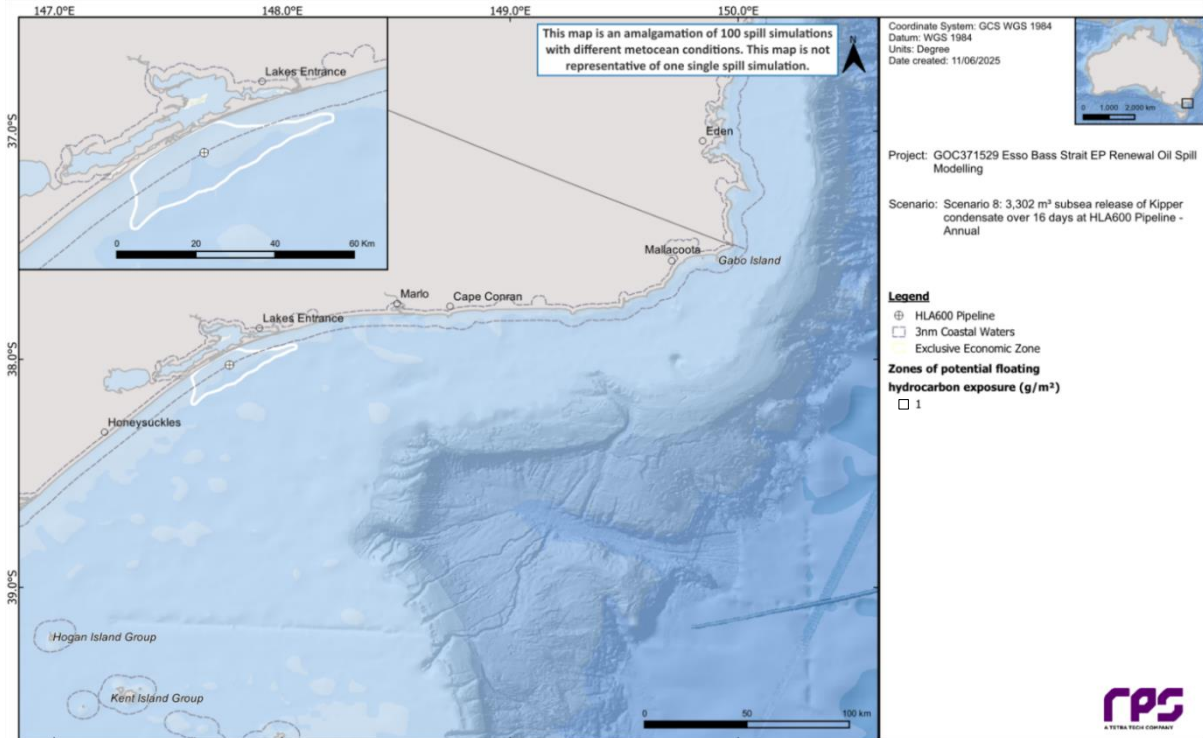 147.0°E
148.0°E
149.0°E
150.0°E
This map is an amalgamation of 100 spill simulations
with different metocean conditions. This map is not
representative of one single spill simulation.
N
Lakes Entrance
0 20 40 60 Km
37.0°S
38.0°S
39.0°S
Eden
Mallacoota
Gabo Island
Marlo
Cape Conran
Lakes Entrance
Honeysuckles
Hogan Island Group
Kent Island Group
0 50 100 km
Coordinate System: GCS WGS 1984
Datum: WGS 1984
Units: Degree
Date created: 11/06/2025
0 1,000 2,000 km
Project: GOC371529 Esso Bass Strait EP Renewal Oil Spill
Modelling
Scenario: Scenario 8: 3,302 m³ subsea release of Kipper
condensate over 16 days at HLA600 Pipeline -
Annual
Legend
HLA600 Pipeline
3nm Coastal Waters
Exclusive Economic Zone
Zones of potential floating
hydrocarbon exposure (g/m²)
1
rps
A TETRA TECH COMPANY